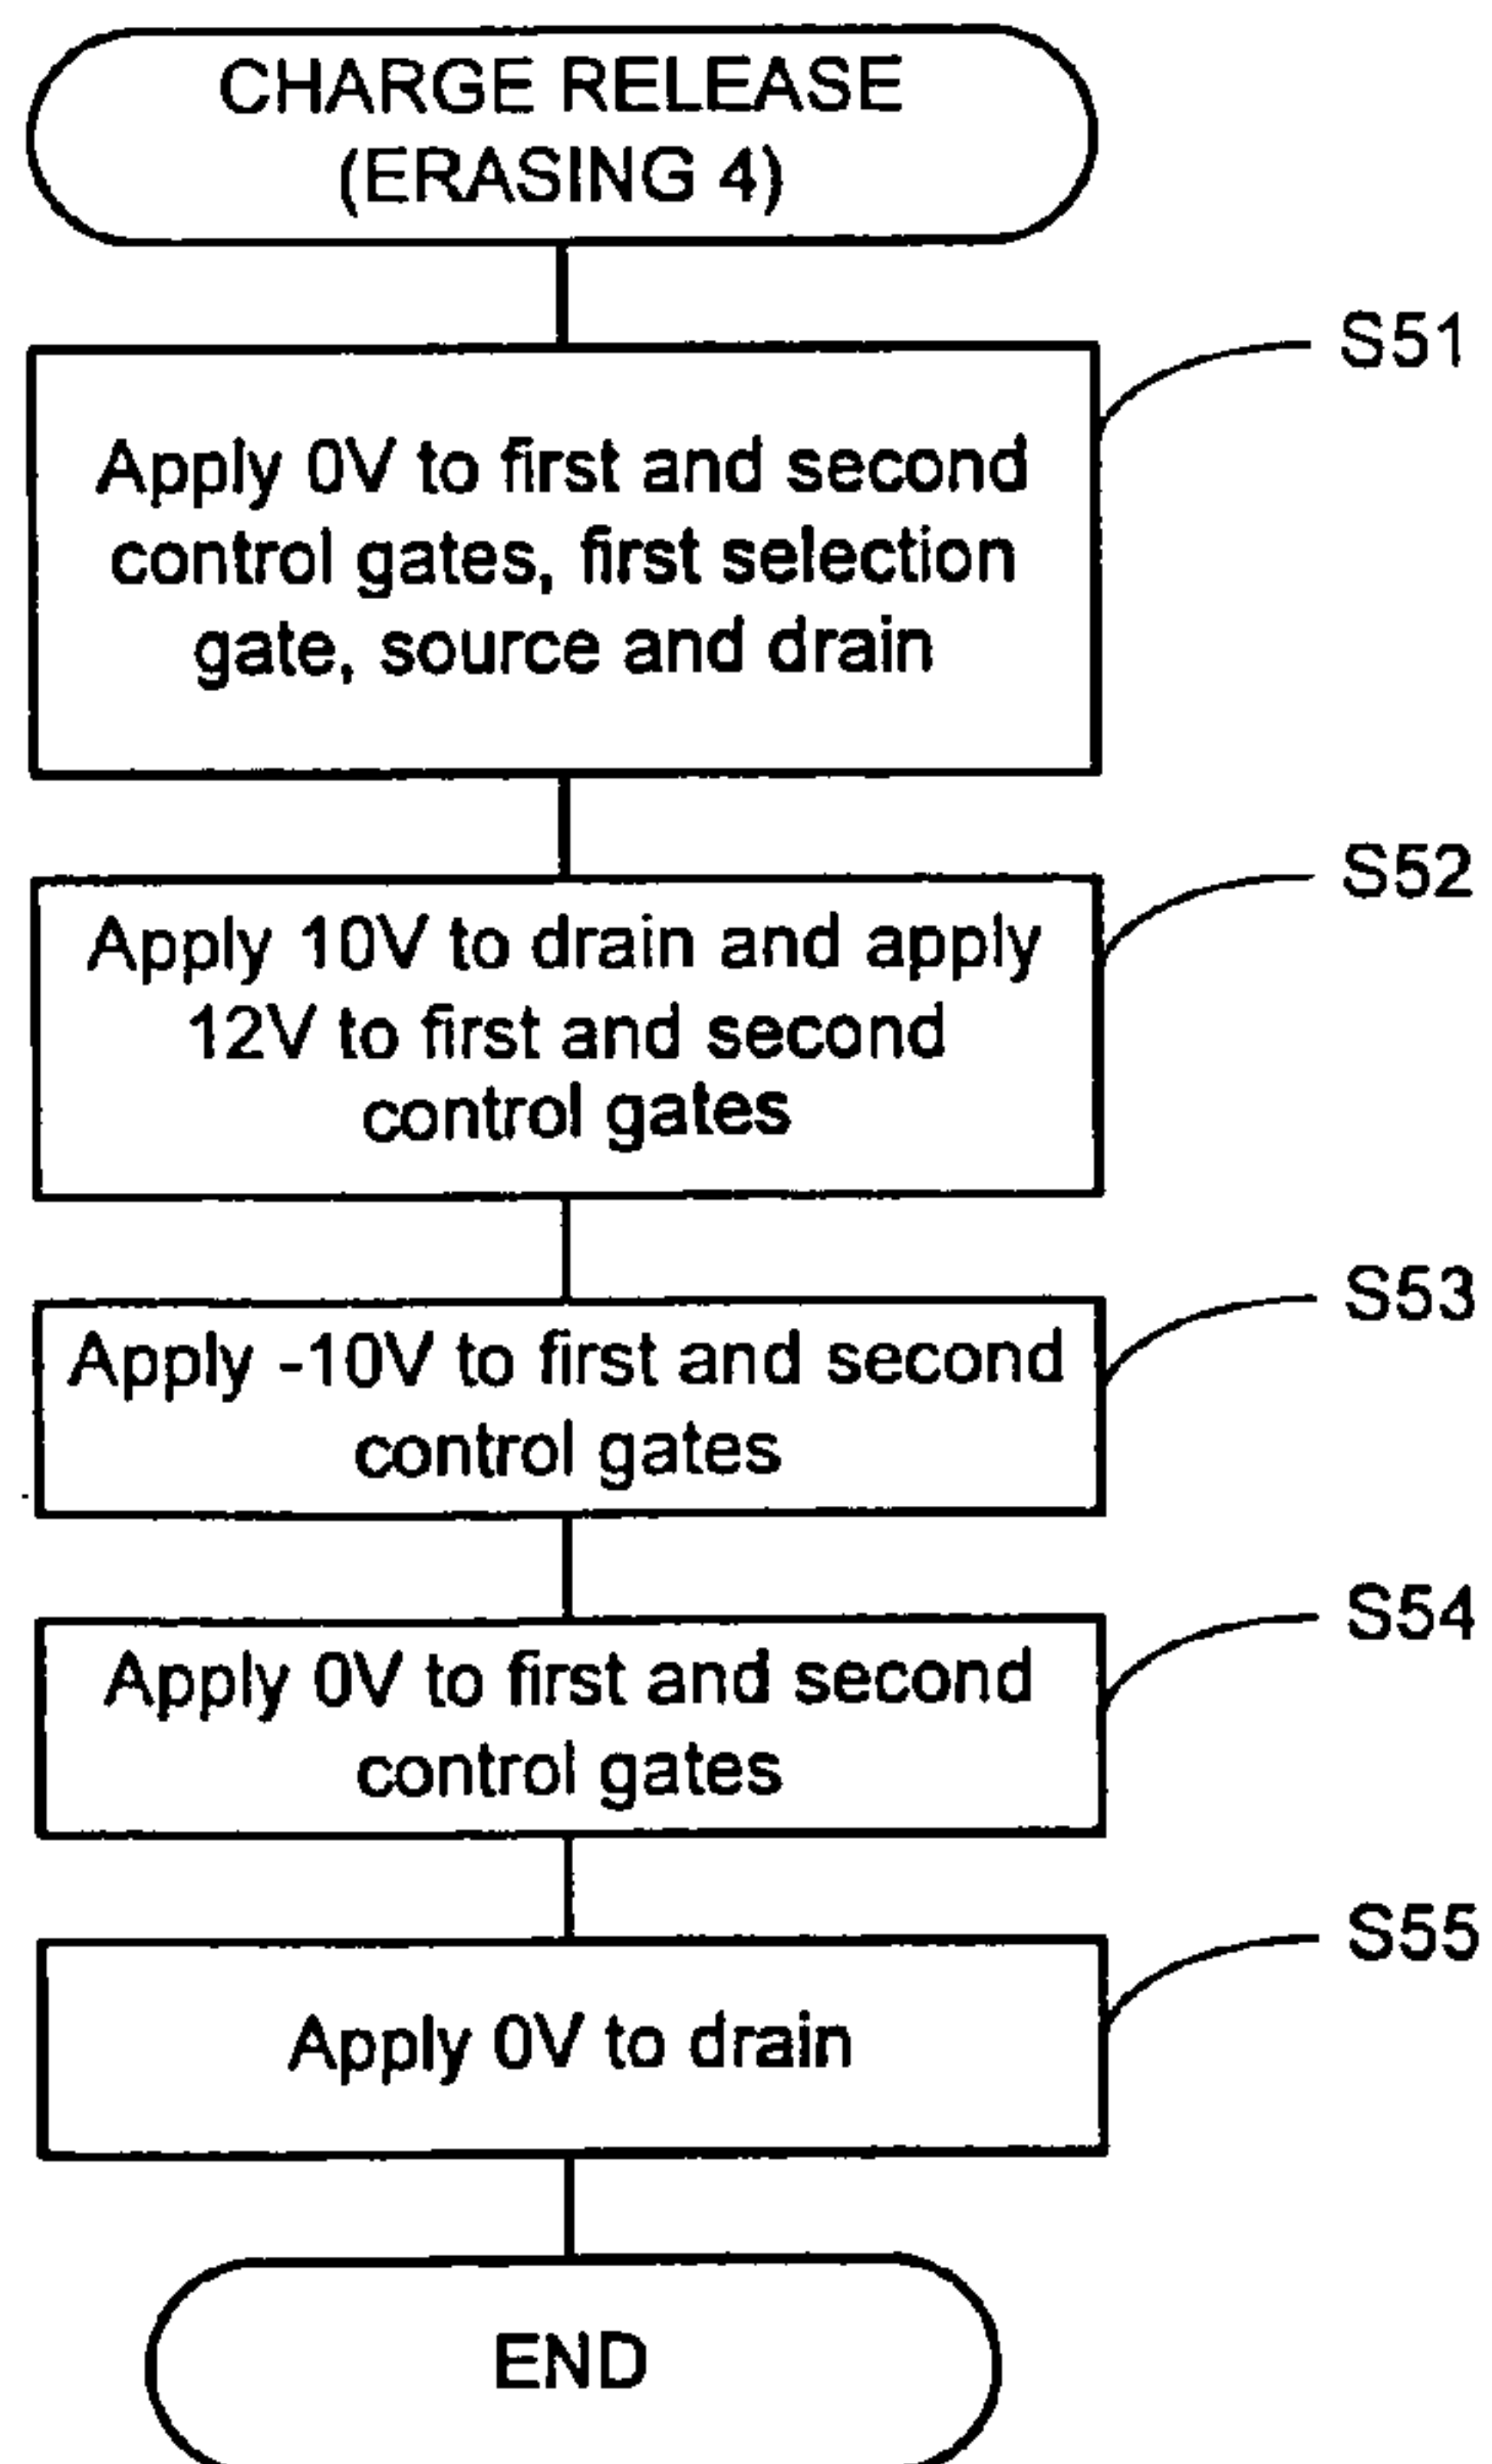 CHARGE RELEASE
(ERASING 4)
S51
Apply 0V to first and second
control gates, first selection
gate, source and drain
S52
Apply 10V to drain and apply
12V to first and second
control gates
S53
Apply -10V to first and second
control gates
S54
Apply 0V to first and second
control gates
S55
Apply 0V to drain
END